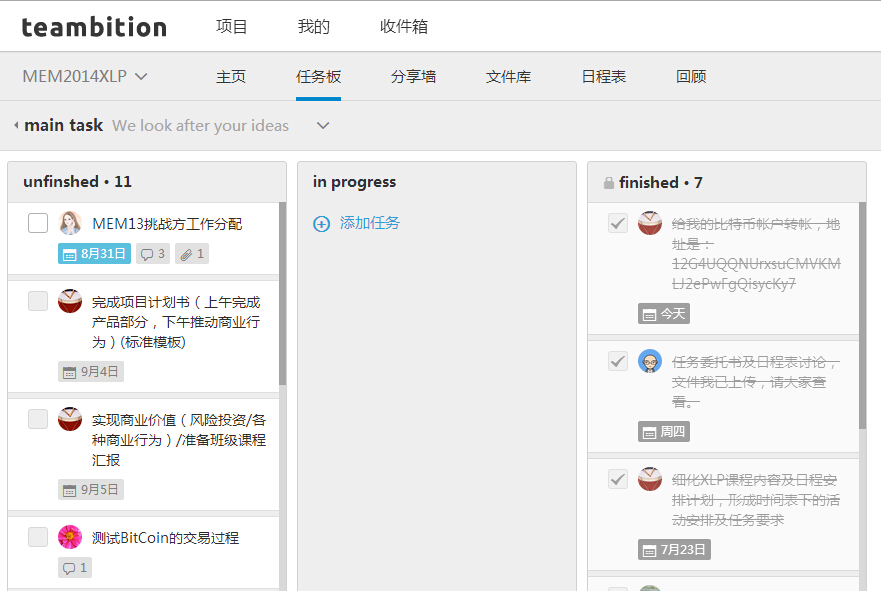 teambition 项目 我的 收件箱
MEM2014XLP 主页 任务板 分享墙 文件库 日程表 回顾
main task We look after your ideas
unfinshed • 11
MEM13挑战方工作分配
8月31日 3 1
完成项目计划书（上午完成
产品部分，下午推动商业行
为）(标准模板)
9月4日
实现商业价值（风险投资/各
种商业行为）/准备班级课程
汇报
9月5日
测试BitCoin的交易过程
1
in progress
添加任务
finished • 7
给我的比特币帐户转帐，地
址是：
12G4UQQNUrxsuCMVKM
LJ2ePwFgQisycKy7
今天
任务委托书及日程表讨论，
文件我已上传，请大家查
看。
周四
细化XLP课程内容及日程安
排计划，形成时间表下的活
动安排及任务要求
7月23日